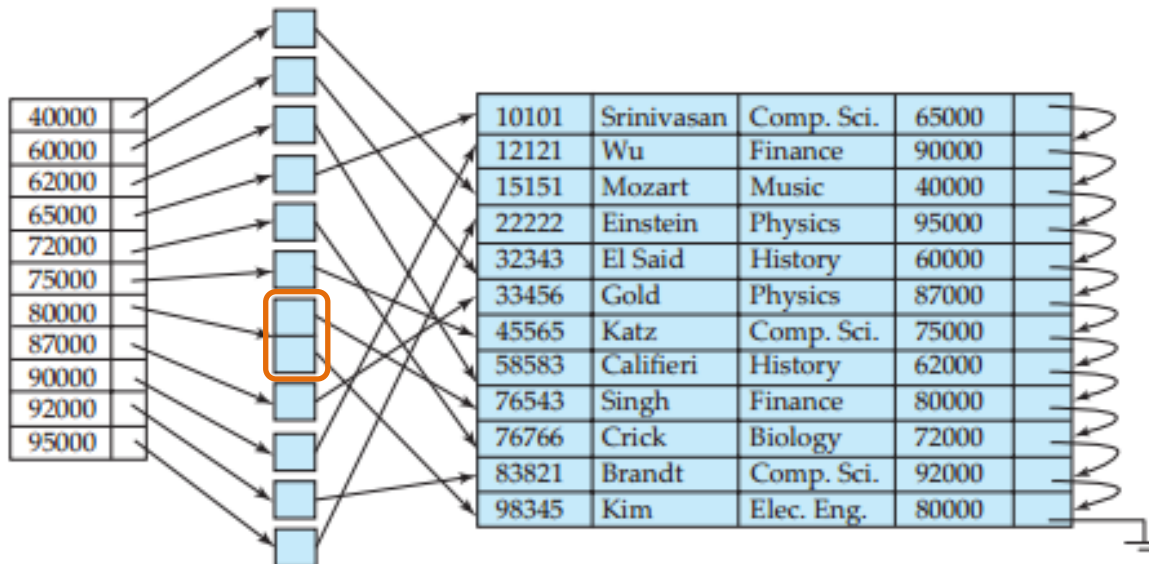 40000
60000
62000
65000
72000
75000
80000
87000
90000
92000
95000
10101 Srinivasan Comp. Sci. 65000
12121 Wu Finance 90000
15151 Mozart Music 40000
22222 Einstein Physics 95000
32343 El Said History 60000
33456 Gold Physics 87000
45565 Katz Comp. Sci. 75000
58583 Califieri History 62000
76543 Singh Finance 80000
76766 Crick Biology 72000
83821 Brandt Comp. Sci. 92000
98345 Kim Elec. Eng. 80000